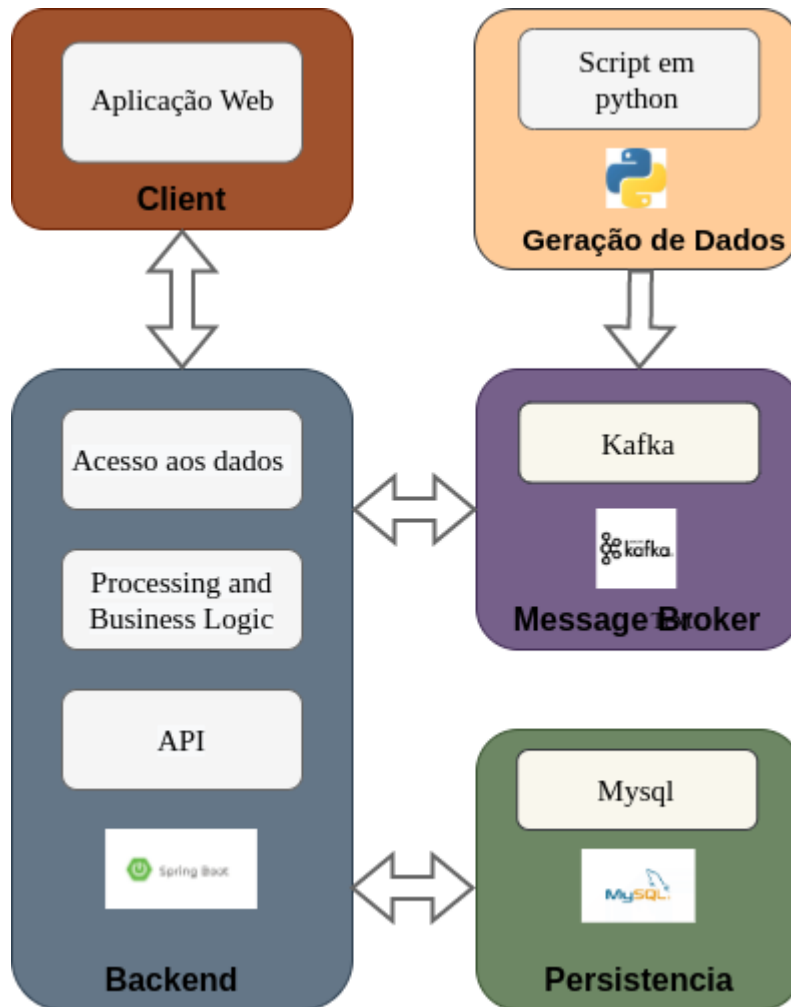 Aplicação Web
Client
Script em
python
Geração de Dados
Acesso aos dados
Processing and
Business Logic
API
Spring Boot
Backend
Kafka
kafka
Message Broker
Mysql
MySQL
Persistencia